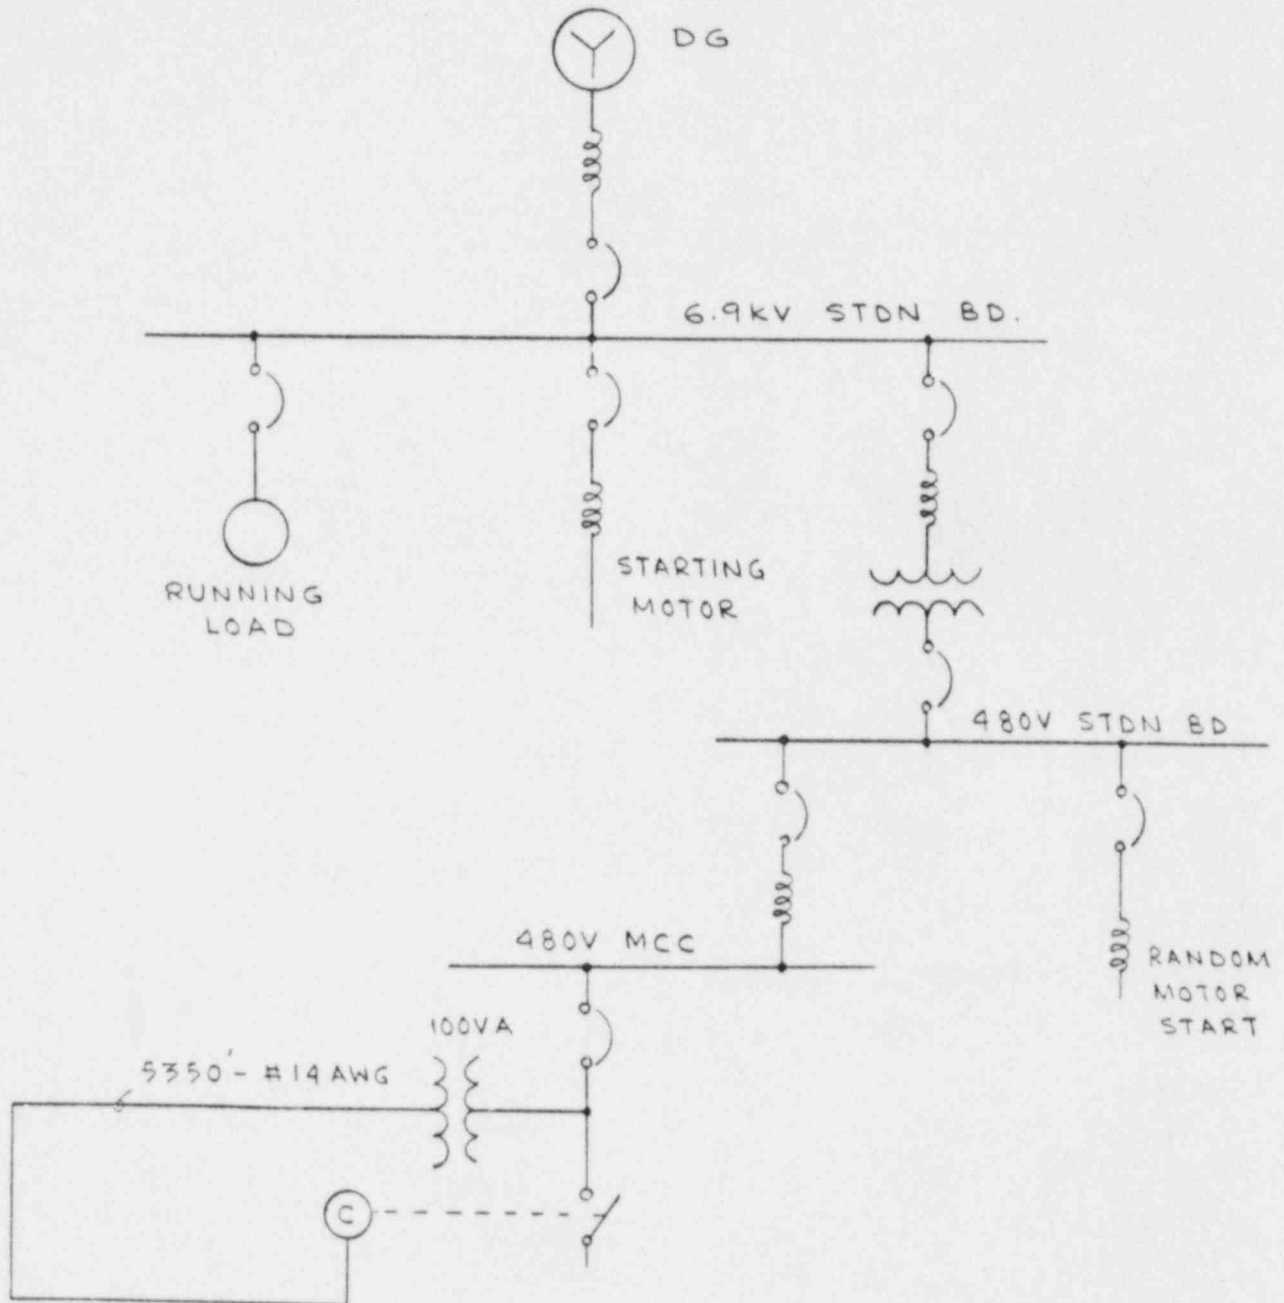 DG
6.9KV STDN BD.
RUNNING
LOAD
STARTING
MOTOR
480V STDN BD
480V MCC
RANDOM
MOTOR
START
100VA
5350'- #14 AWG
C